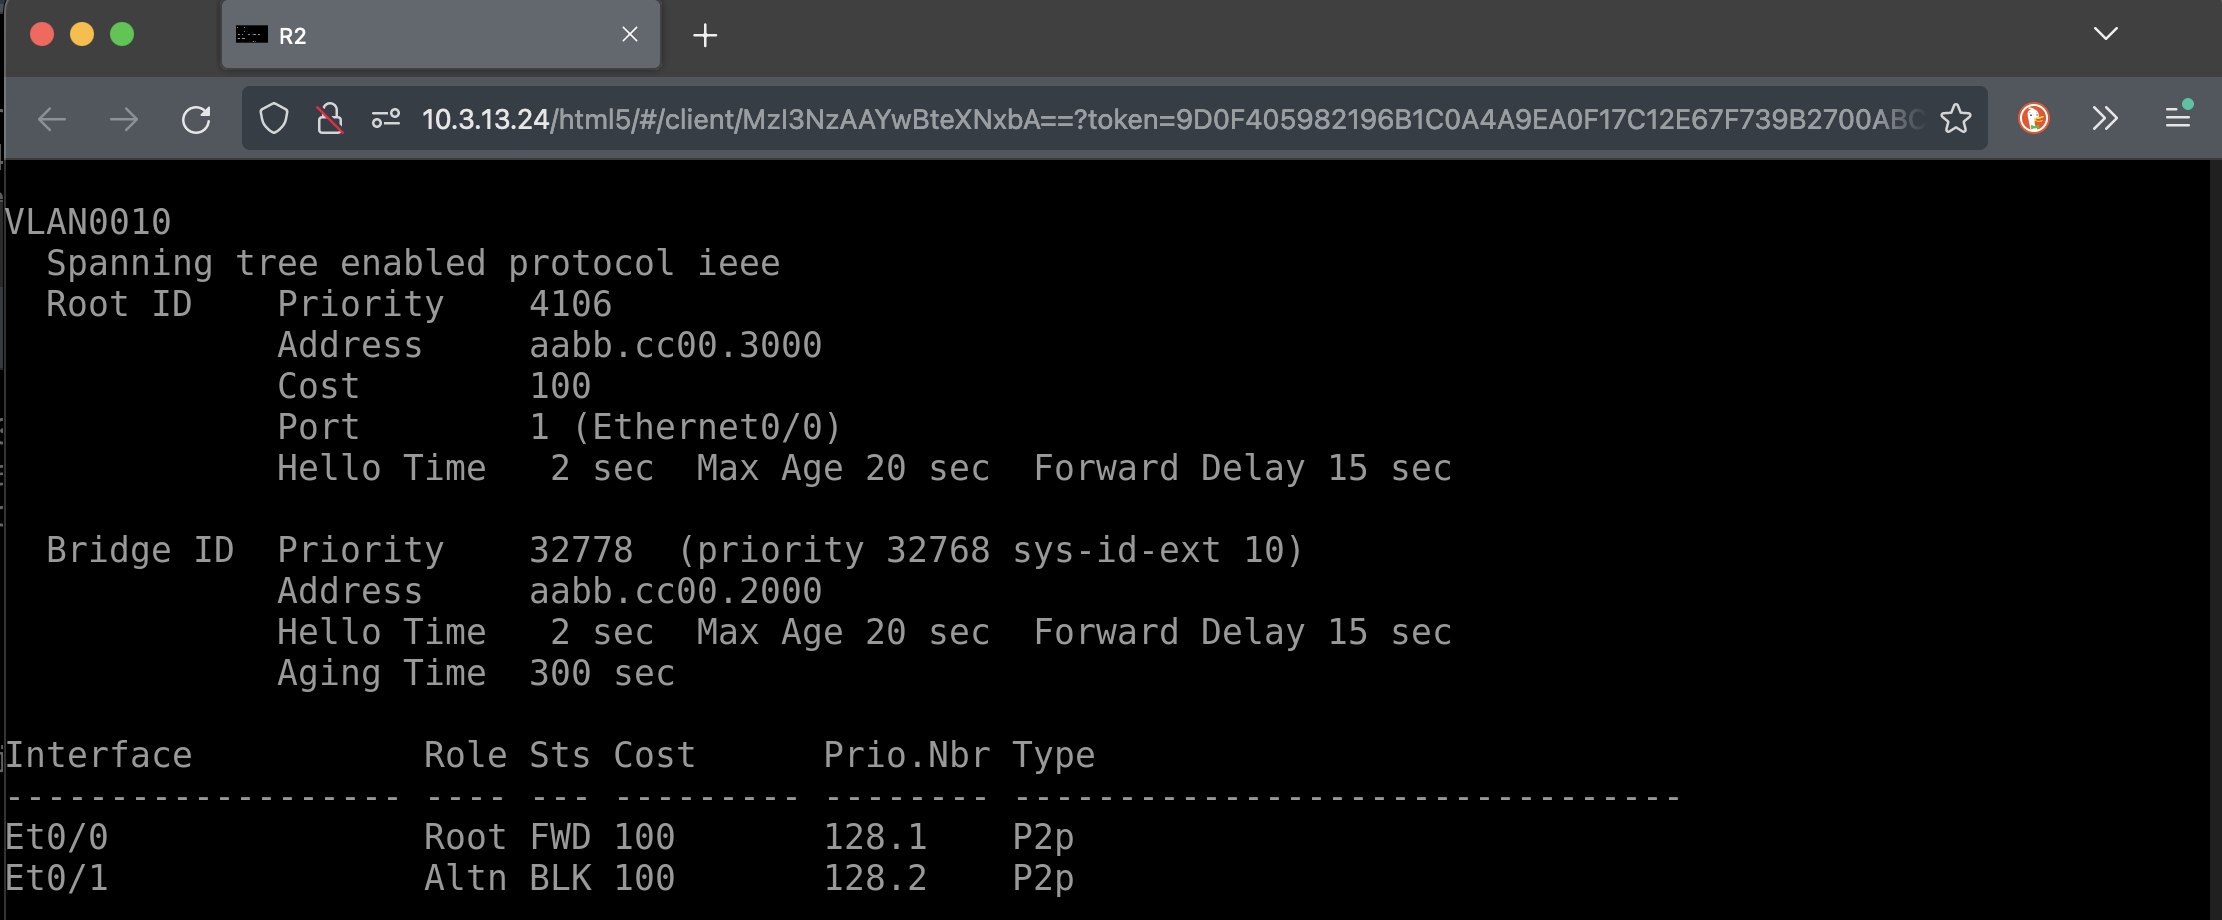 R2
10.3.13.24/html5/#/client/MzI3NzAAYwBteXNxbA==?token=9D0F405982196B1C0A4A9EA0F17C12E67F739B2700ABC
VLAN0010
  Spanning tree enabled protocol ieee
  Root ID    Priority    4106
             Address     aabb.cc00.3000
             Cost        100
             Port        1 (Ethernet0/0)
             Hello Time   2 sec  Max Age 20 sec  Forward Delay 15 sec
  Bridge ID  Priority    32778  (priority 32768 sys-id-ext 10)
             Address     aabb.cc00.2000
             Hello Time   2 sec  Max Age 20 sec  Forward Delay 15 sec
             Aging Time  300 sec
Interface           Role Sts Cost      Prio.Nbr Type
------------------- ---- --- --------- -------- --------------------------------
Et0/0               Root FWD 100       128.1    P2p
Et0/1               Altn BLK 100       128.2    P2p